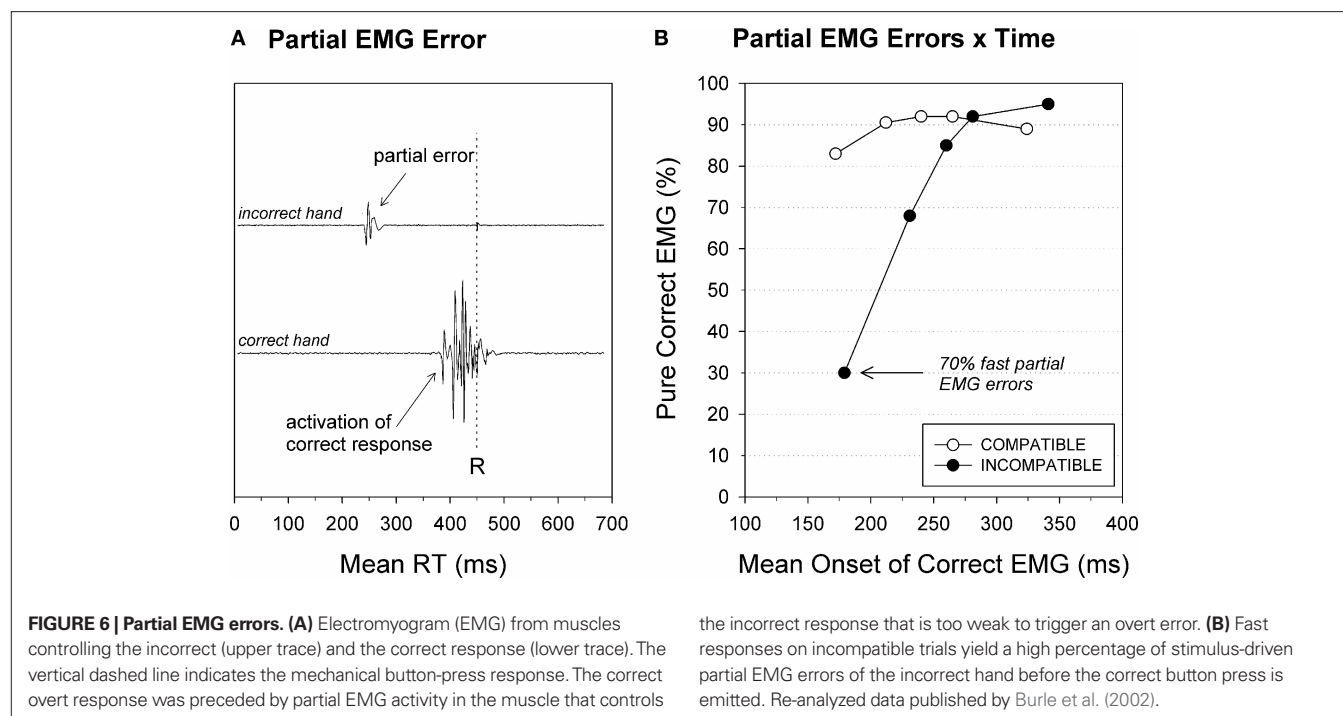 A Partial EMG Error
partial error
incorrect hand
correct hand
activation of
correct response
R
0 100 200 300 400 500 600 700
Mean RT (ms)
B Partial EMG Errors x Time
100
90
80
70
60
50
40
30
20
10
0
Pure Correct EMG (%)
70% fast partial
EMG errors
COMPATIBLE
INCOMPATIBLE
100 150 200 250 300 350 400
Mean Onset of Correct EMG (ms)
FIGURE 6 | Partial EMG errors. (A) Electromyogram (EMG) from muscles
controlling the incorrect (upper trace) and the correct response (lower trace). The
vertical dashed line indicates the mechanical button-press response. The correct
overt response was preceded by partial EMG activity in the muscle that controls
the incorrect response that is too weak to trigger an overt error. (B) Fast
responses on incompatible trials yield a high percentage of stimulus-driven
partial EMG errors of the incorrect hand before the correct button press is
emitted. Re-analyzed data published by Burle et al. (2002).